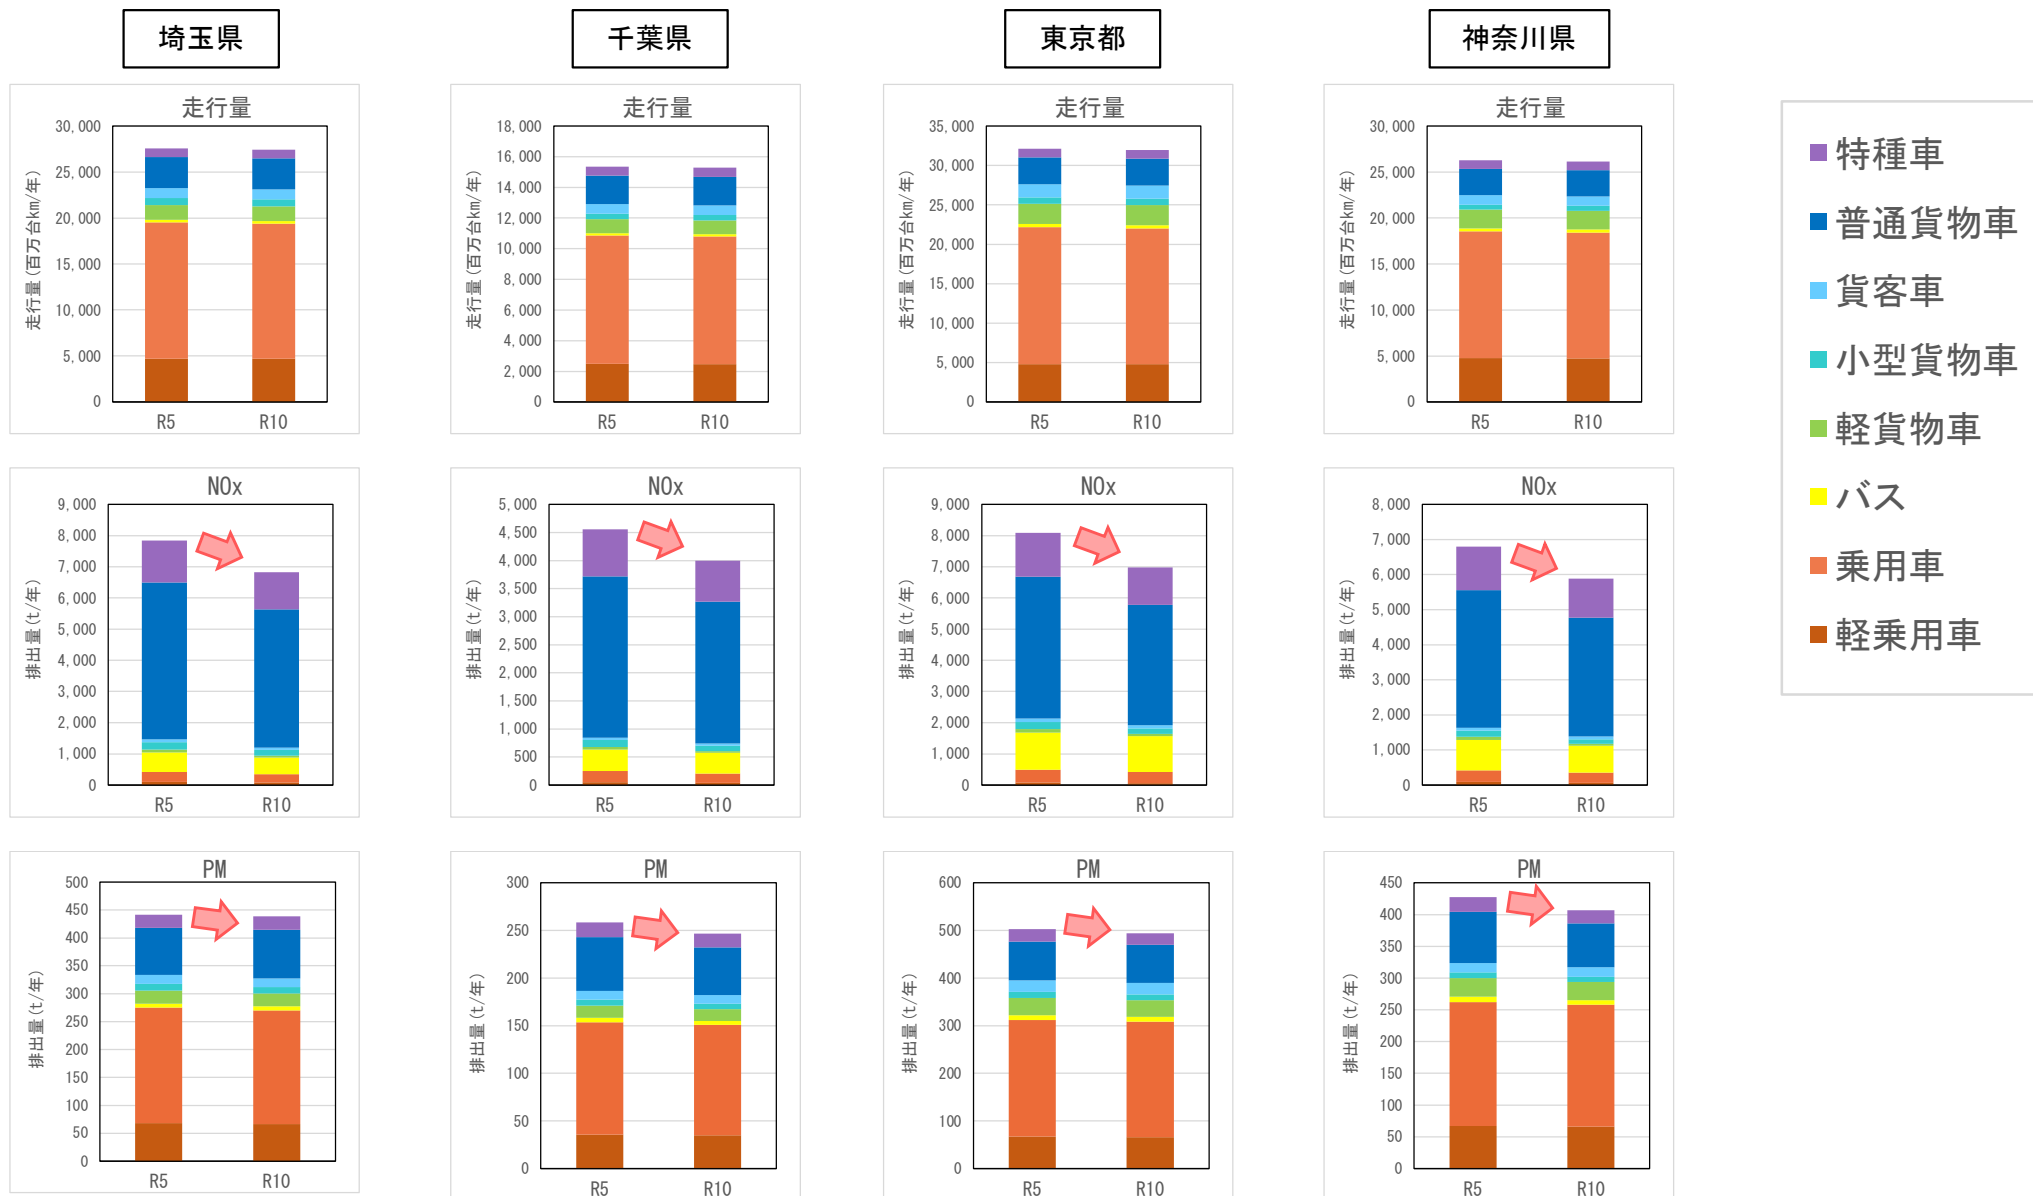 埼玉県
千葉県
東京都
神奈川県
走行量
走行量(百万台km/年)
30,000
25,000
20,000
15,000
10,000
5,000
0
R5 R10
走行量
走行量(百万台km/年)
18,000
16,000
14,000
12,000
10,000
8,000
6,000
4,000
2,000
0
R5 R10
走行量
走行量(百万台km/年)
35,000
30,000
25,000
20,000
15,000
10,000
5,000
0
R5 R10
走行量
走行量(百万台km/年)
30,000
25,000
20,000
15,000
10,000
5,000
0
R5 R10
特種車
普通貨物車
貨客車
小型貨物車
軽貨物車
バス
乗用車
軽乗用車
NOx
排出量(t/年)
9,000
8,000
7,000
6,000
5,000
4,000
3,000
2,000
1,000
0
R5 R10
NOx
排出量(t/年)
5,000
4,500
4,000
3,500
3,000
2,500
2,000
1,500
1,000
500
0
R5 R10
NOx
排出量(t/年)
9,000
8,000
7,000
6,000
5,000
4,000
3,000
2,000
1,000
0
R5 R10
NOx
排出量(t/年)
8,000
7,000
6,000
5,000
4,000
3,000
2,000
1,000
0
R5 R10
PM
排出量(t/年)
500
450
400
350
300
250
200
150
100
50
0
R5 R10
PM
排出量(t/年)
300
250
200
150
100
50
0
R5 R10
PM
排出量(t/年)
600
500
400
300
200
100
0
R5 R10
PM
排出量(t/年)
450
400
350
300
250
200
150
100
50
0
R5 R10